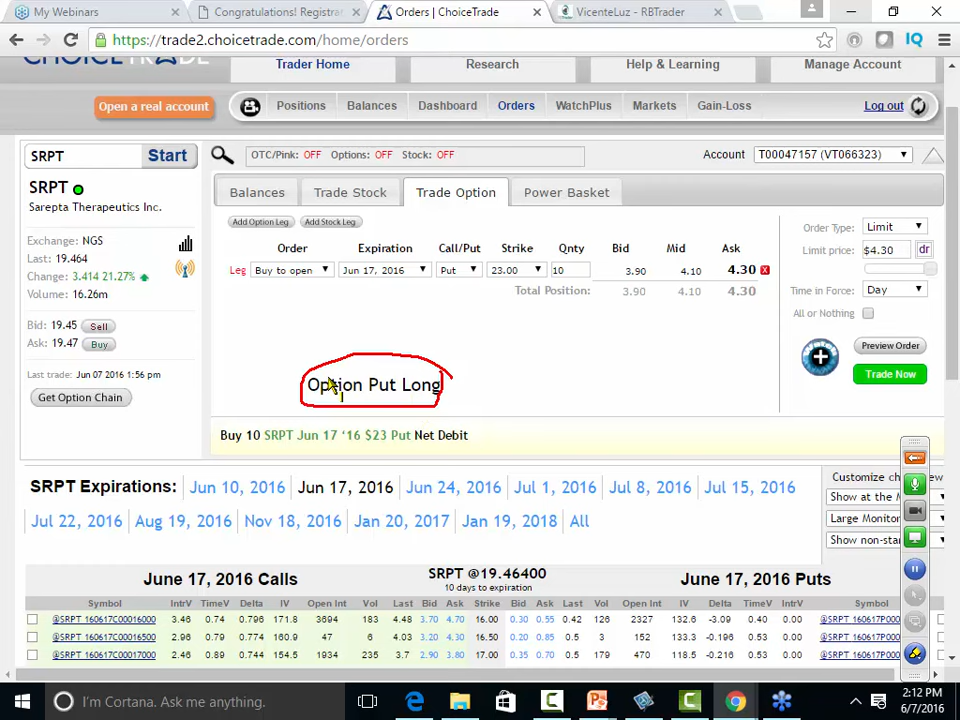 My Webinars
Congratulations! Registra
Orders | ChoiceTrade
VicenteLuz - RBTrader
https://trade2.choicetrade.com/home/orders
Trader Home Research Help & Learning Manage Account
Open a real account Positions Balances Dashboard Orders WatchPlus Markets Gain-Loss Log out
SRPT Start OTC/Pink: OFF Options: OFF Stock: OFF Account T00047157 (VT066323)
SRPT
Sarepta Therapeutics Inc.
Exchange: NGS
Last: 19.464
Change: 3.414 21.27%
Volume: 16.26m
Bid: 19.45 Sell
Ask: 19.47 Buy
Last trade: Jun 07 2016 1:56 pm
Get Option Chain
Balances Trade Stock Trade Option Power Basket
Add Option Leg Add Stock Leg
Order Expiration Call/Put Strike Qnty Bid Mid Ask
Leg Buy to open Jun 17, 2016 Put 23.00 10 3.90 4.10 4.30 x
Total Position: 3.90 4.10 4.30
Option Put Long
Order Type: Limit
Limit price: $4.30 dr
Time in Force: Day
All or Nothing
Preview Order
Trade Now
Buy 10 SRPT Jun 17 '16 $23 Put Net Debit
SRPT Expirations: Jun 10, 2016 Jun 17, 2016 Jun 24, 2016 Jul 1, 2016 Jul 8, 2016 Jul 15, 2016
Jul 22, 2016 Aug 19, 2016 Nov 18, 2016 Jan 20, 2017 Jan 19, 2018 All
Customize
Show at the M
Large Monitor
Show non-star
June 17, 2016 Calls SRPT @19.46400 June 17, 2016 Puts
10 days to expiration
Symbol IntrV TimeV Delta IV Open Int Vol Last Bid Ask Strike Bid Ask Last Vol Open Int IV Delta TimeV IntrV Symbol
@SRPT 160617C00016000 3.46 0.74 0.796 171.8 3694 183 4.48 3.70 4.70 16.00 0.30 0.55 0.42 126 2327 132.6 -3.09 0.40 0.00 @SRPT 160617P000
@SRPT 160617C00016500 2.96 0.79 0.774 160.9 47 6 4.03 3.20 4.30 16.50 0.35 0.65 0.5 3 152 133.3 -0.196 0.43 0.00 @SRPT 160617P000
@SRPT 160617C00017000 2.46 0.89 0.744 154.5 1934 235 3.7 2.90 3.80 17.00 0.35 0.70 0.5 179 470 118.5 -0.216 0.43 0.00 @SRPT 160617P000
I'm Cortana. Ask me anything.
2:12 PM
6/7/2016